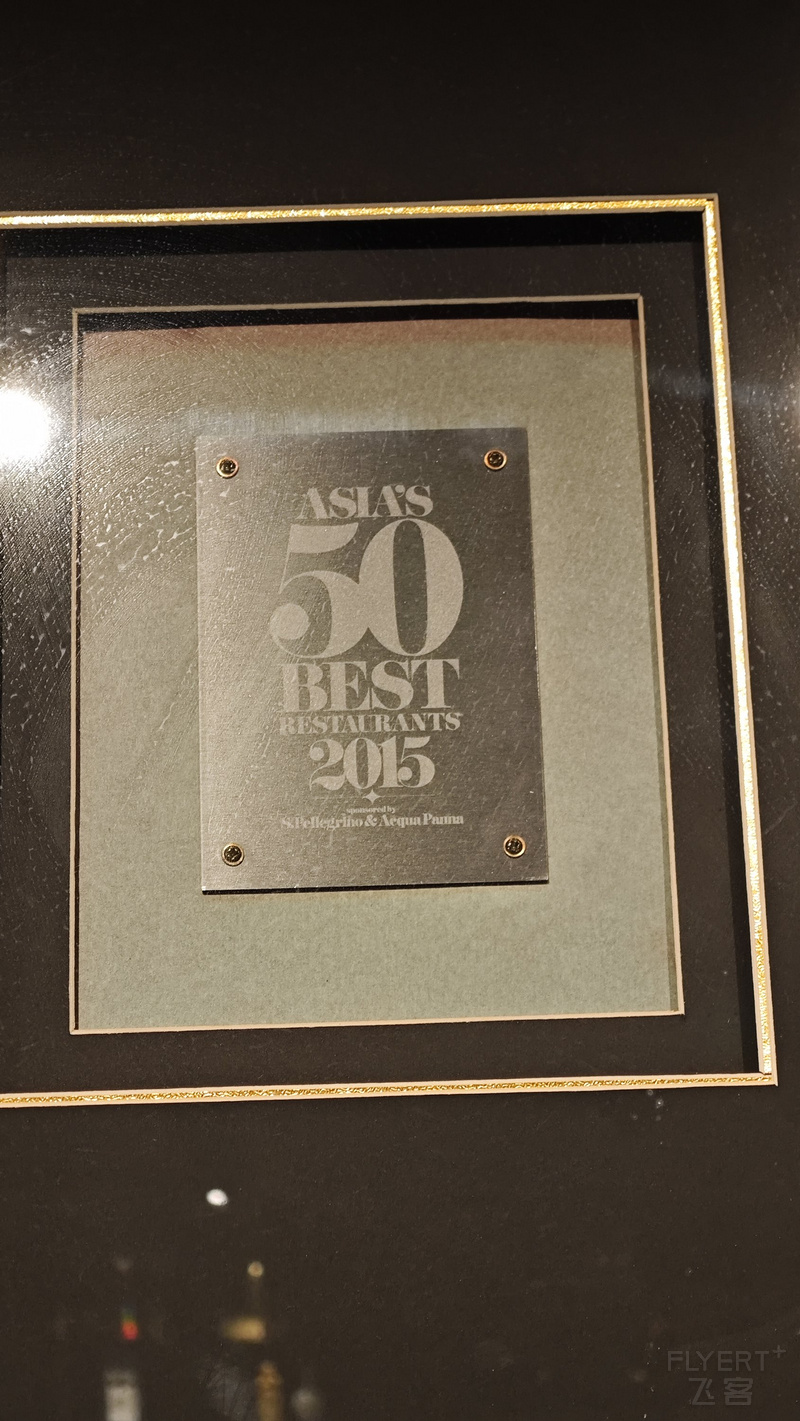 ASIA'S
50
BEST
RESTAURANTS
2015
sponsored by
S.Pellegrino & Acqua Panna
FLYERT+
飞客